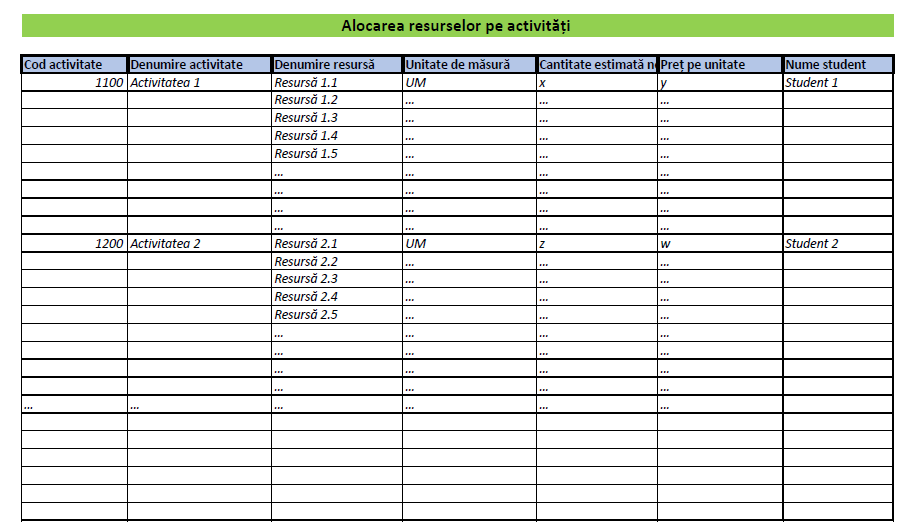 Alocarea resurselor pe activități
Cod activitate Denumire activitate Denumire resursă Unitate de măsură Cantitate estimată Preț pe unitate Nume student
1100 Activitatea 1 Resursă 1.1 UM x y Student 1
Resursă 1.2 ... ... ...
Resursă 1.3 ... ... ...
Resursă 1.4 ... ... ...
Resursă 1.5 ... ... ...
... ... ... ...
... ... ... ...
... ... ... ...
... ... ... ...
1200 Activitatea 2 Resursă 2.1 UM z w Student 2
Resursă 2.2 ... ... ...
Resursă 2.3 ... ... ...
Resursă 2.4 ... ... ...
Resursă 2.5 ... ... ...
... ... ... ...
... ... ... ...
... ... ... ...
... ... ... ...
... ... ... ... ... ...